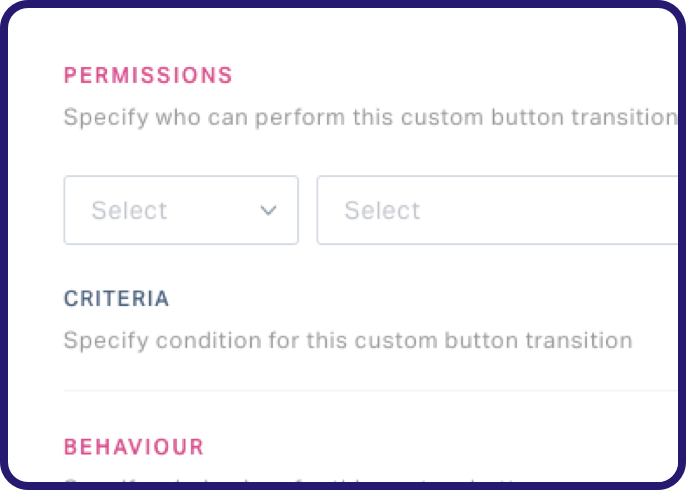 PERMISSIONS
Specify who can perform this custom button transition
Select Select
CRITERIA
Specify condition for this custom button transition
BEHAVIOUR